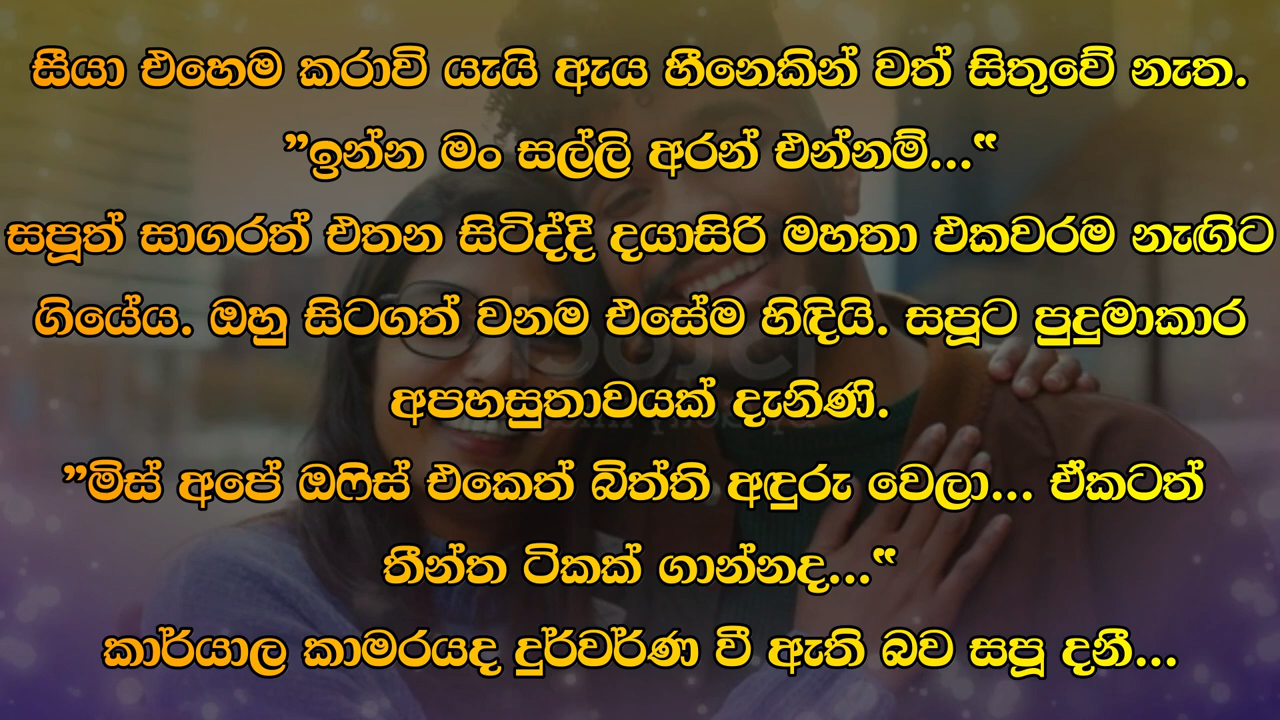 සීයා එහෙම කරාවි යැයි ඇය හීනෙකින් වත් සිතුවේ නැත.
”ඉන්න මං සල්ලි අරන් එන්නම්...“
සපූත් සාගරත් එතන සිටිද්දී දයාසිරි මහතා එකවරම නැඟිට
ගියේය. ඔහු සිටගත් වනම එසේම හිඳියි. සපූට පුදුමාකාර
අපහසුතාවයක් දැනිණි.
”මිස් අපේ ඔෆිස් එකෙත් බිත්ති අඳුරු වෙලා... ඒකටත්
තීන්ත ටිකක් ගාන්නද...“
කාර්යාල කාමරයද දුර්වර්ණ වී ඇති බව සපූ දනී...